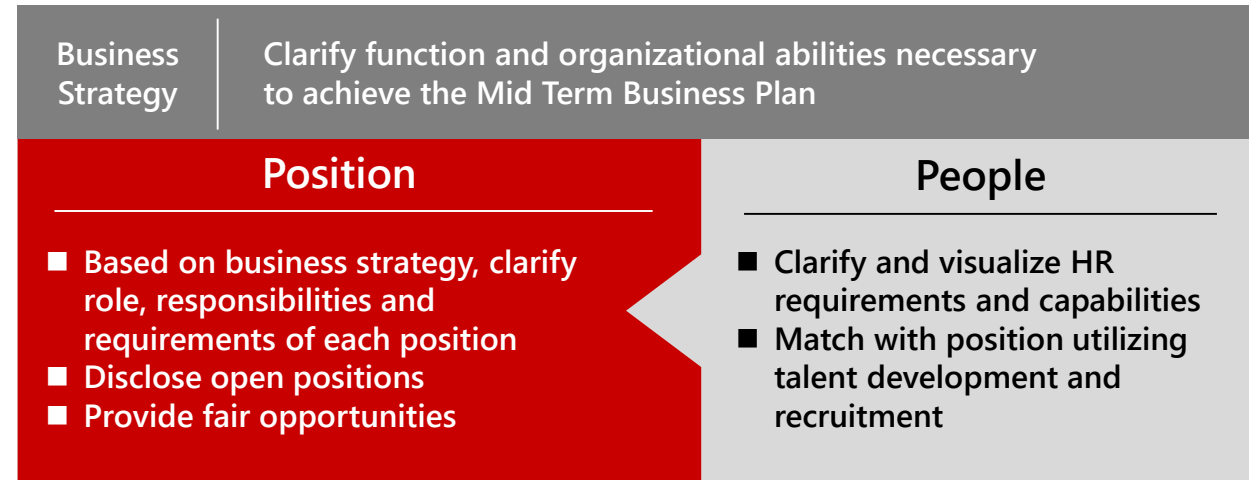 Business
Strategy
Clarify function and organizational abilities necessary
to achieve the Mid Term Business Plan
Position
■ Based on business strategy, clarify
role, responsibilities and
requirements of each position
■ Disclose open positions
■ Provide fair opportunities
People
■ Clarify and visualize HR
requirements and capabilities
■ Match with position utilizing
talent development and
recruitment